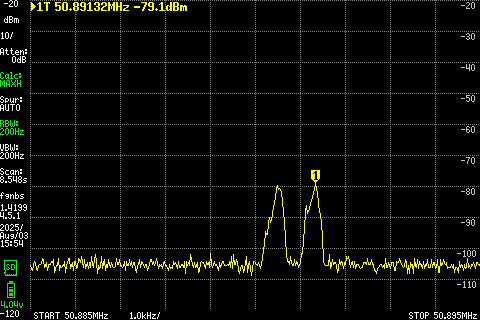 -20
1T 50.89132MHz -79.1dBm
-20
dBm
10/
-30
Atten:
0dB
-40
Calc:
MAXH
-50
Spur:
AUTO
RBW:
200Hz
-60
VBW:
200Hz
-70
Scan:
8.548s
1
-80
fgnbs
1.4199
4.5.1
-90
2025/
Aug/03
15:54
-100
SD
-110
4.04v
-120
START 50.885MHz 1.0kHz/ STOP 50.895MHz